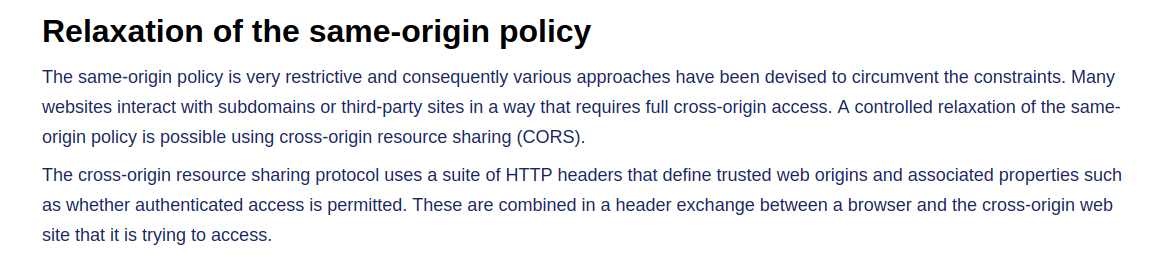 Relaxation of the same-origin policy
The same-origin policy is very restrictive and consequently various approaches have been devised to circumvent the constraints. Many
websites interact with subdomains or third-party sites in a way that requires full cross-origin access. A controlled relaxation of the same-
origin policy is possible using cross-origin resource sharing (CORS).
The cross-origin resource sharing protocol uses a suite of HTTP headers that define trusted web origins and associated properties such
as whether authenticated access is permitted. These are combined in a header exchange between a browser and the cross-origin web
site that it is trying to access.